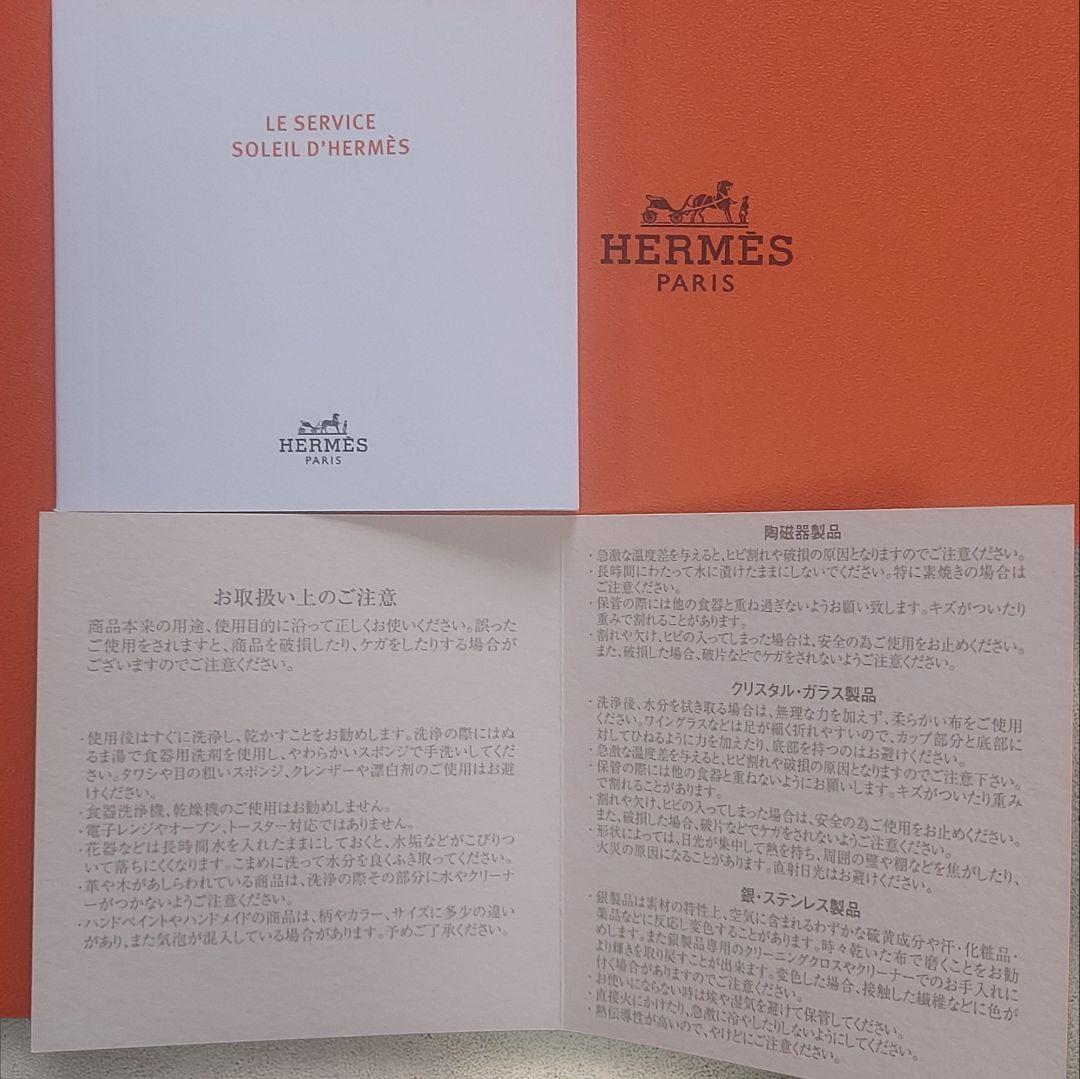 LE SERVICE
SOLEIL D'HERMÈS
HERMÈS
PARIS
HERMÈS
PARIS
お取扱い上のご注意
商品本来の用途、使用目的に沿って正しくお使いください。誤った
ご使用をされますと、商品を破損したり、ケガをしたりする場合が
ございますのでご注意ください。
・使用後はすぐに洗浄し、乾かすことをお勧めします。洗浄の際にはぬ
るま湯で食器用洗剤を使用し、やわらかいスポンジで手洗いしてくだ
さい。タワシや目の粗いスポンジ、クレンザーや漂白剤のご使用はお避
けください。
・食器洗浄機、乾燥機のご使用はお勧めしません。
・電子レンジやオーブン、トースター対応ではありません。
・花器などは長時間水を入れたままにしておくと、水垢などがこびりつ
いて落ちにくくなります。こまめに洗って水分を良くふき取ってください。
・革や木があしらわれている商品は、洗浄の際その部分に水やクリーナ
ーがつかないようご注意ください。
・ハンドペイントやハンドメイドの商品は、柄やカラー、サイズに多少の違い
があり、また気泡が混入している場合があります。予めご了承ください。
陶磁器製品
・急激な温度差を与えると、ヒビ割れや破損の原因となりますのでご注意ください。
・長時間にわたって水に漬けたままにしないでください。特に素焼きの場合は
ご注意ください。
・保管の際には他の食器と重ね過ぎないようお願い致します。キズがついたり
重みで割れることがあります。
・割れや欠け、ヒビの入ってしまった場合は、安全の為ご使用をお止めください。
また、破損した場合、破片などでケガをされないようご注意ください。
クリスタル・ガラス製品
・洗浄後、水分を拭き取る場合は、無理な力を加えず、柔らかい布をご使用
ください。ワイングラスなどは足が細く折れやすいので、カップ部分と底部に
対してひねるように力を加えたり、底部を持つのはお避けください。
・急激な温度差を与えると、ヒビ割れや破損の原因となりますのでご注意下さい。
・保管の際には他の食器と重ねないようにお願いします。キズがついたり重み
で割れることがあります。
・割れや欠け、ヒビの入ってしまった場合は、安全の為ご使用をお止めください。
また、破損した場合、破片などでケガをされないようご注意ください。
・形状によっては、日光が集中して熱を持ち、周囲の壁や棚などを焦がしたり、
火災の原因になることがあります。直射日光はお避けください。
銀・ステンレス製品
・銀製品は素材の特性上、空気に含まれるわずかな硫黄成分や汗・化粧品・
薬品などに反応し変色することがあります。時々乾いた布で磨くことをお勧
めします。また銀製品専用のクリーニングクロスやクリーナーでのお手入れに
より輝きを取り戻すことが出来ます。変色した場合、接触した繊維などに色が
付く場合がありますのでご注意ください。
・お使いにならない時は埃や湿気を避けて保管してください。
・直接火にかけたり、急激に冷やしたりしないようにしてください。
・熱伝導性が高いので、やけどにご注意ください。